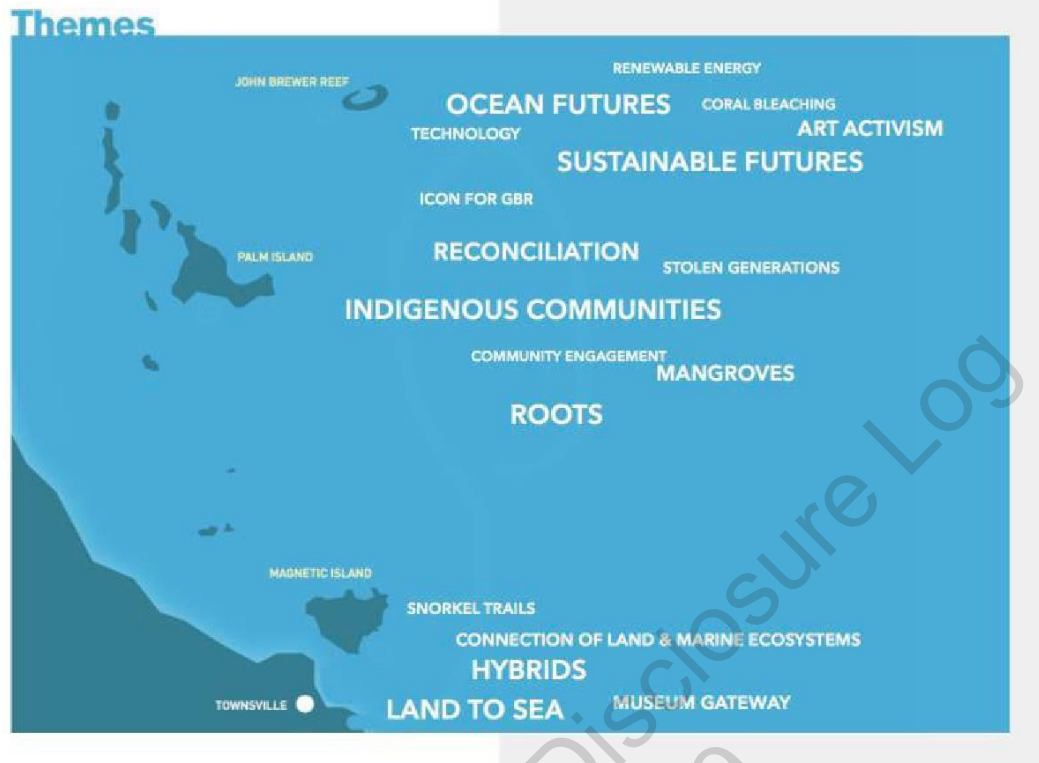 Themes
RENEWABLE ENERGY
JOHN BREWER REEF
OCEAN FUTURES
CORAL BLEACHING
ART ACTIVISM
TECHNOLOGY
SUSTAINABLE FUTURES
ICON FOR GBR
RECONCILIATION
PALM ISLAND
STOLEN GENERATIONS
INDIGENOUS COMMUNITIES
COMMUNITY ENGAGEMENT
MANGROVES
ROOTS
MAGNETIC ISLAND
SNORKEL TRAILS
CONNECTION OF LAND & MARINE ECOSYSTEMS
HYBRIDS
TOWNSVILLE
LAND TO SEA
MUSEUM GATEWAY
Disclosure Log